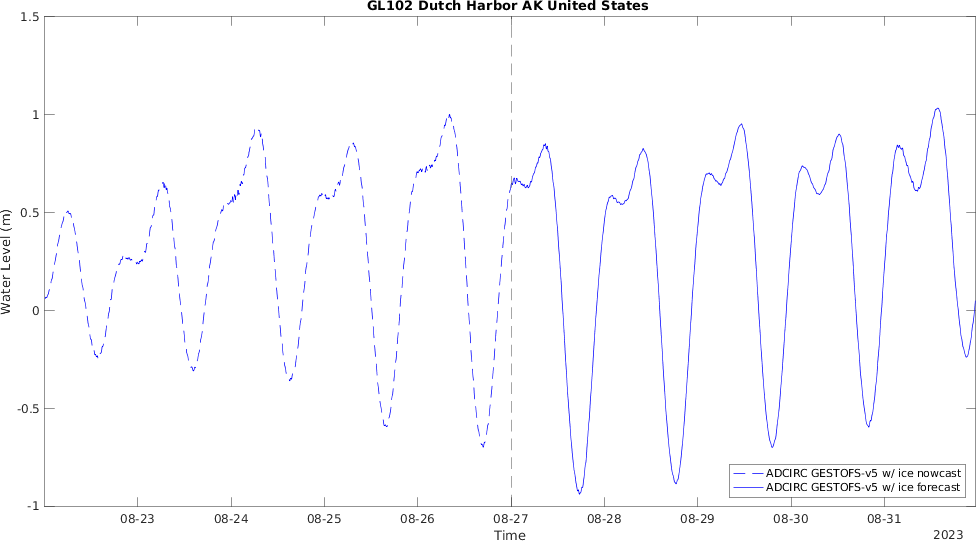 GL102 Dutch Harbor AK United States
1.5
1
0.5
0
-0.5
-1
Water Level (m)
08-23 08-24 08-25 08-26 08-27 08-28 08-29 08-30 08-31
Time
2023
ADCIRC GESTOFS-v5 w/ ice nowcast
ADCIRC GESTOFS-v5 w/ ice forecast